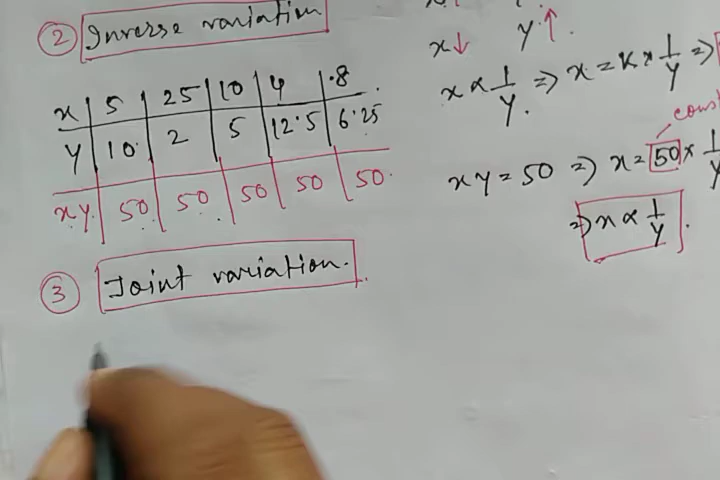 ② Inverse variation
x 5 25 10 4 .8
y 10 2 5 12.5 6.25
xy 50 50 50 50 50
③ Joint variation.
x↓ y↑.
x ∝ 1/y. ⇒ x = K × 1/y ⇒
const
xy = 50 ⇒ x = 50 × 1/y
⇒ x ∝ 1/y.